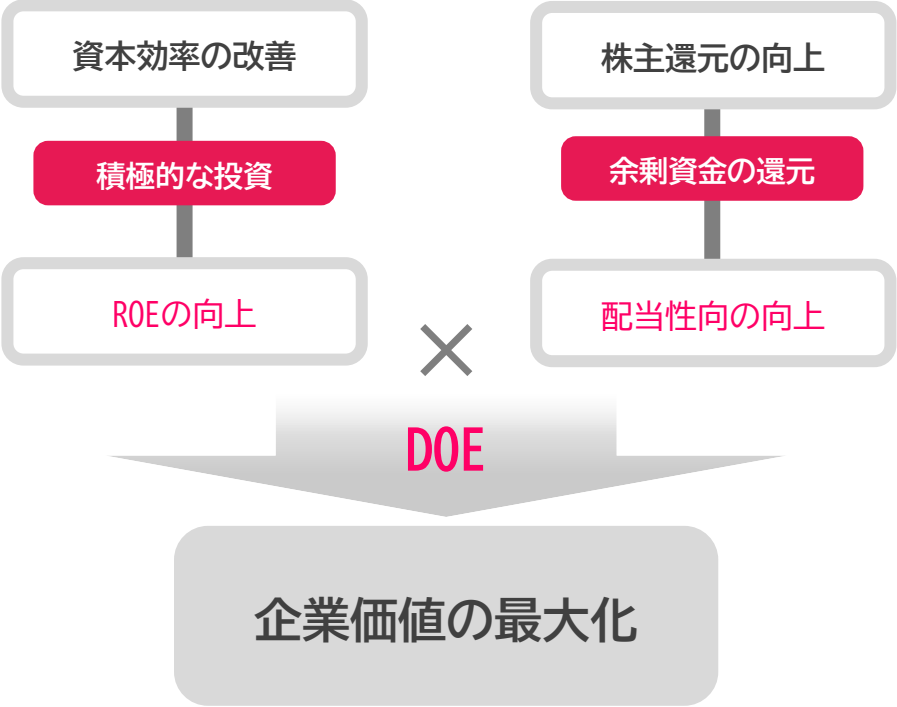 資本効率の改善
株主還元の向上
積極的な投資
余剰資金の還元
ROEの向上
配当性向の向上
×
DOE
企業価値の最大化